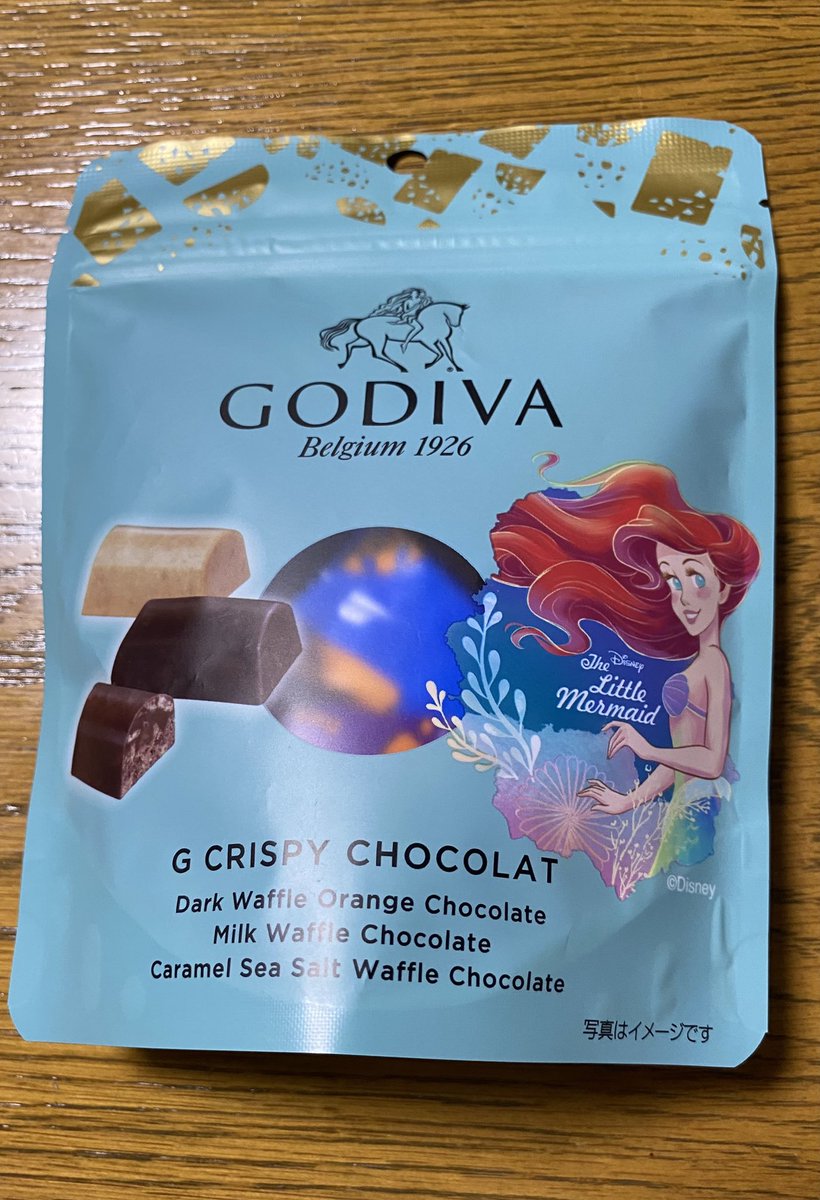 GODIVA
Belgium 1926
Disney
The Little
Mermaid
©Disney
G CRISPY CHOCOLAT
Dark Waffle Orange Chocolate
Milk Waffle Chocolate
Caramel Sea Salt Waffle Chocolate
写真はイメージです